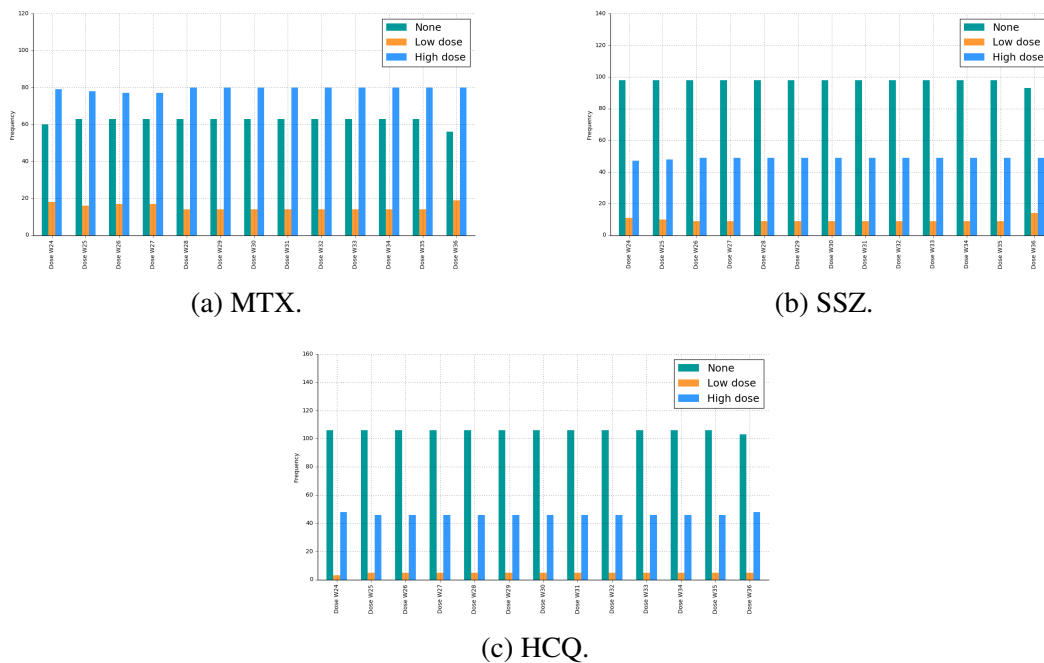 120
100
80
60
40
20
0
Frequency
None
Low dose
High dose
Dose W24
Dose W25
Dose W26
Dose W27
Dose W28
Dose W29
Dose W30
Dose W31
Dose W32
Dose W33
Dose W34
Dose W35
Dose W36
(a) MTX.
140
120
100
80
60
40
20
0
Frequency
None
Low dose
High dose
Dose W24
Dose W25
Dose W26
Dose W27
Dose W28
Dose W29
Dose W30
Dose W31
Dose W32
Dose W33
Dose W34
Dose W35
Dose W36
(b) SSZ.
160
140
120
100
80
60
40
20
0
Frequency
None
Low dose
High dose
Dose W24
Dose W25
Dose W26
Dose W27
Dose W28
Dose W29
Dose W30
Dose W31
Dose W32
Dose W33
Dose W34
Dose W35
Dose W36
(c) HCQ.